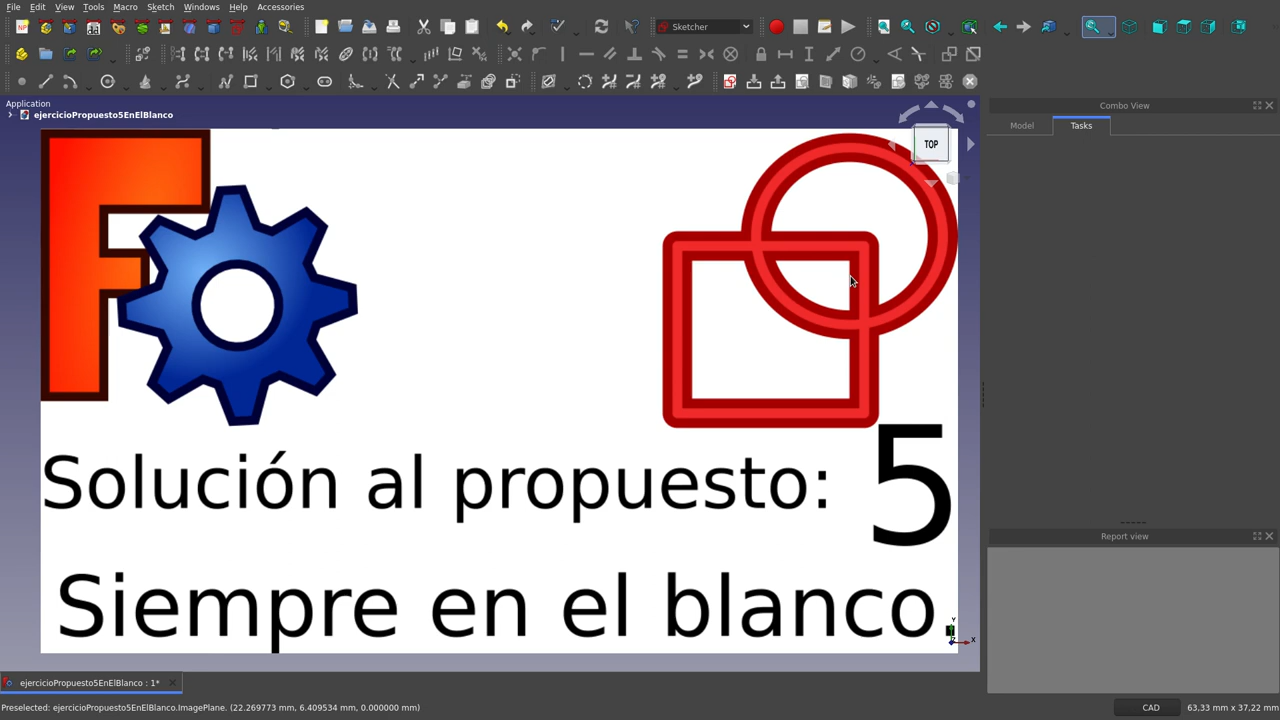 File Edit View Tools Macro Sketch Windows Help Accessories
Sketcher
Application
ejercicioPropuesto5EnElBlanco
TOP
Combo View
Model Tasks
Solución al propuesto: 5
Siempre en el blanco.
Y
X
Report view
ejercicioPropuesto5EnElBlanco : 1*
Preselected: ejercicioPropuesto5EnElBlanco.ImagePlane. (22.269773 mm, 6.409534 mm, 0.000000 mm)
CAD
63,33 mm x 37,22 mm